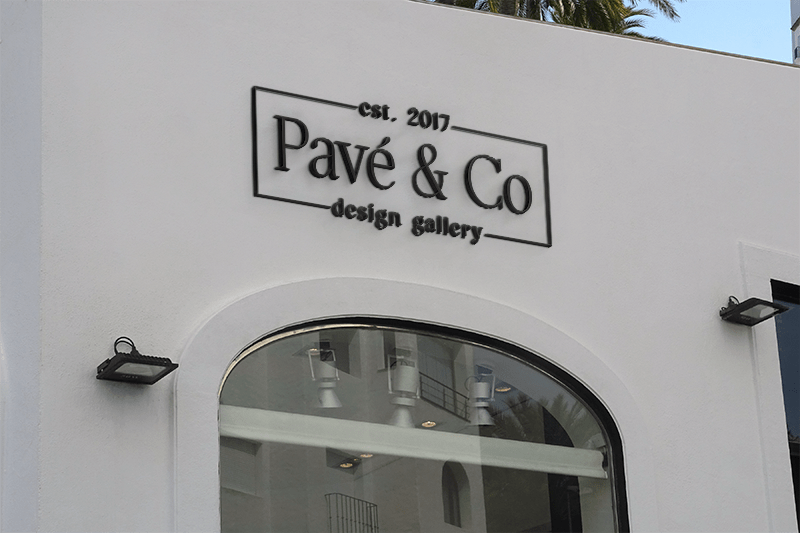 est. 2017
Pavé & Co
design gallery